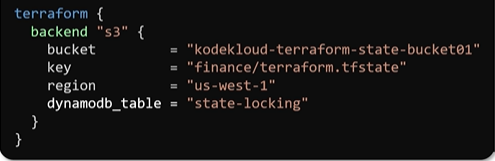 terraform {
  backend "s3" {
    bucket         = "kodekloud-terraform-state-bucket01"
    key            = "finance/terraform.tfstate"
    region         = "us-west-1"
    dynamodb_table = "state-locking"
  }
}